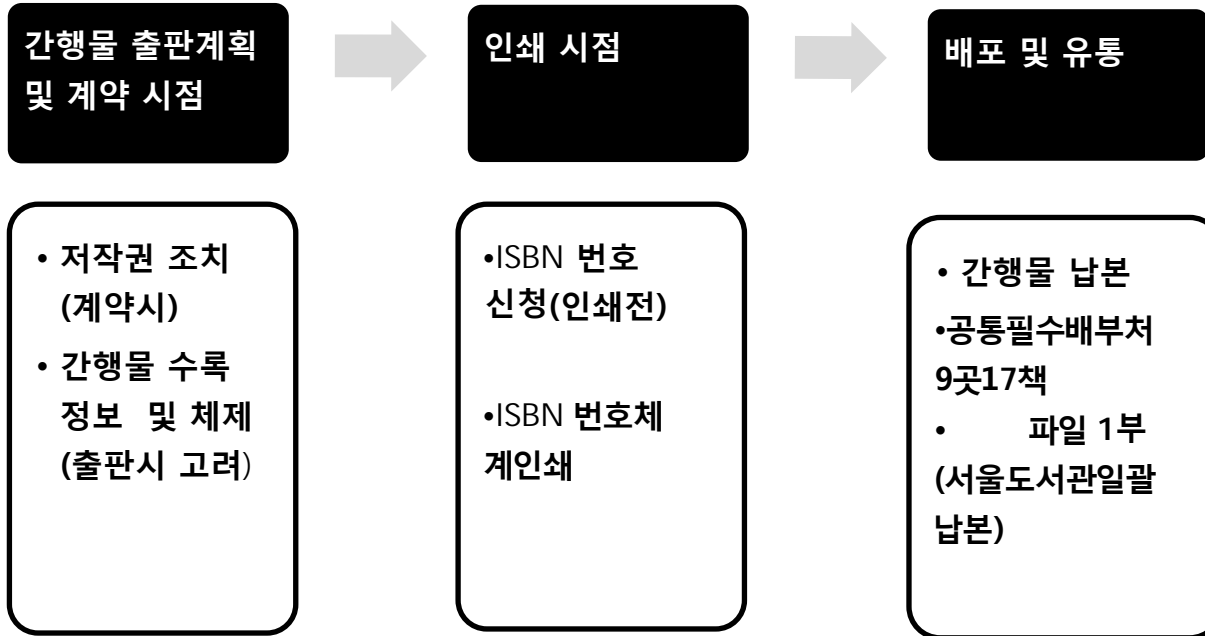 간행물 출판계획
및 계약 시점
인쇄 시점
배포 및 유통
• 저작권 조치
(계약시)
• 간행물 수록
정보 및 체제
(출판시 고려)
•ISBN 번호
신청(인쇄전)
•ISBN 번호체
계인쇄
• 간행물 납본
•공통필수배부처
9곳17책
• 파일 1부
(서울도서관일괄
납본)